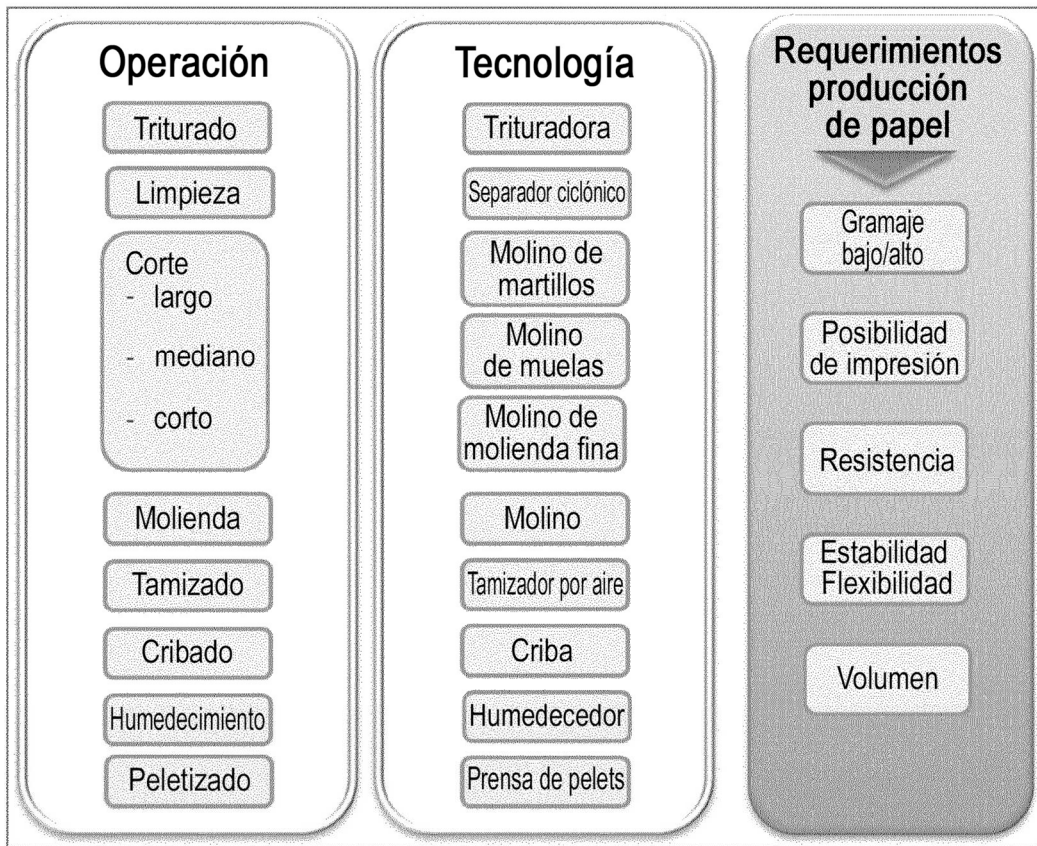 Operación
Triturado
Limpieza
Corte
- largo
- mediano
- corto
Molienda
Tamizado
Cribado
Humedecimiento
Peletizado
Tecnología
Trituradora
Separador ciclónico
Molino de
martillos
Molino
de muelas
Molino de
molienda fina
Molino
Tamizador por aire
Criba
Humedecedor
Prensa de pelets
Requerimientos
producción
de papel
Gramaje
bajo/alto
Posibilidad
de impresión
Resistencia
Estabilidad
Flexibilidad
Volumen